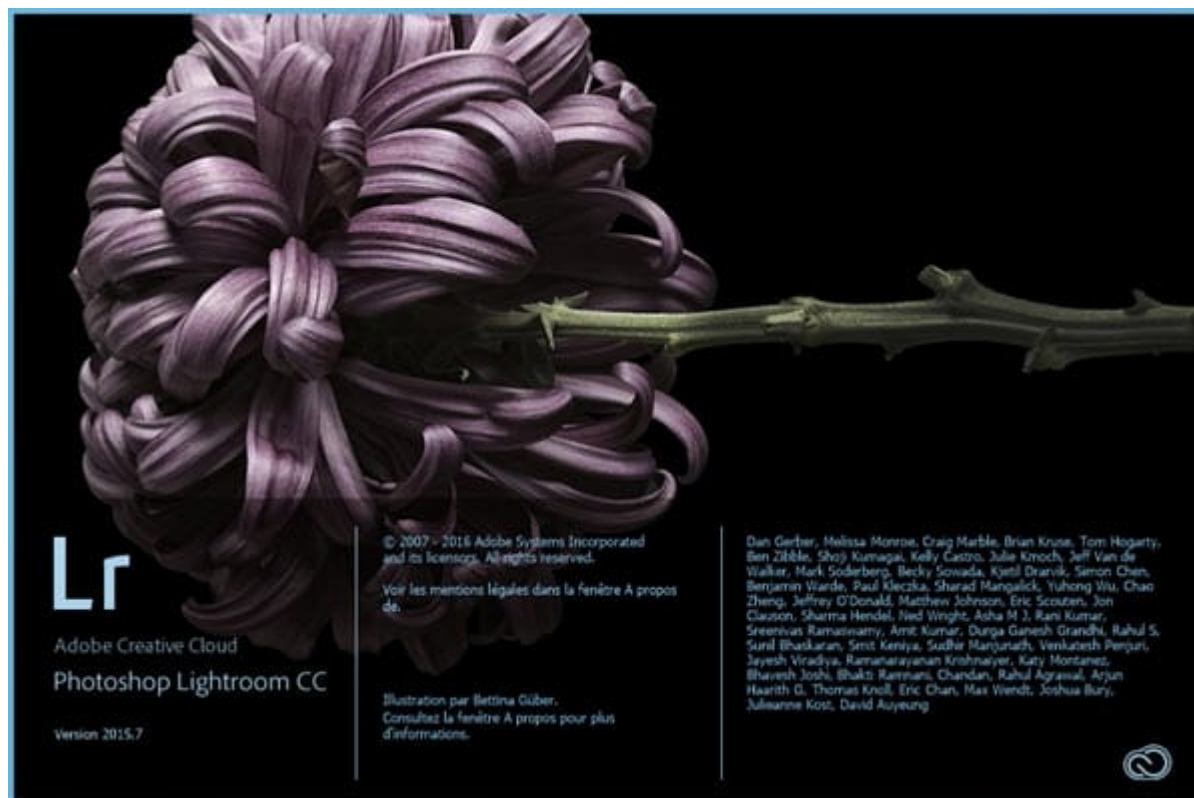 Lr
Adobe Creative Cloud
Photoshop Lightroom CC
Version 2015.7
© 2007 - 2016 Adobe Systems Incorporated
and its licensors. All rights reserved.
Voir les mentions légales dans la fenêtre A propos
de.
Illustration par Bettina Güber.
Consultez la fenêtre A propos pour plus
d'informations.
Dan Gerber, Melissa Monroe, Craig Marble, Brian Kruse, Tom Hogarty,
Ben Zibble, Shoji Kumagai, Kelly Castro, Julie Kmoch, Jeff Van de
Walker, Mark Soderberg, Becky Sowada, Kjetil Drarvik, Simon Chen,
Benjamin Warde, Paul Kleczka, Sharad Mangalick, Yuhong Wu, Chao
Zheng, Jeffrey O'Donald, Matthew Johnson, Eric Scouten, Jon
Clauson, Sharma Hendel, Ned Wright, Asha M J, Rani Kumar,
Sreenivas Ramaswamy, Amit Kumar, Durga Ganesh Grandhi, Rahul S,
Sunil Bhaskaran, Smit Keniya, Sudhir Manjunath, Venkatesh Penjuri,
Jayesh Viradiya, Ramanarayanan Krishnaiyer, Katy Montanez,
Bhavesh Joshi, Bhakti Ramnani, Chandan, Rahul Agrawal, Arjun
Haarith G, Thomas Knoll, Eric Chan, Max Wendt, Joshua Bury,
Julieanne Kost, David Auyeung